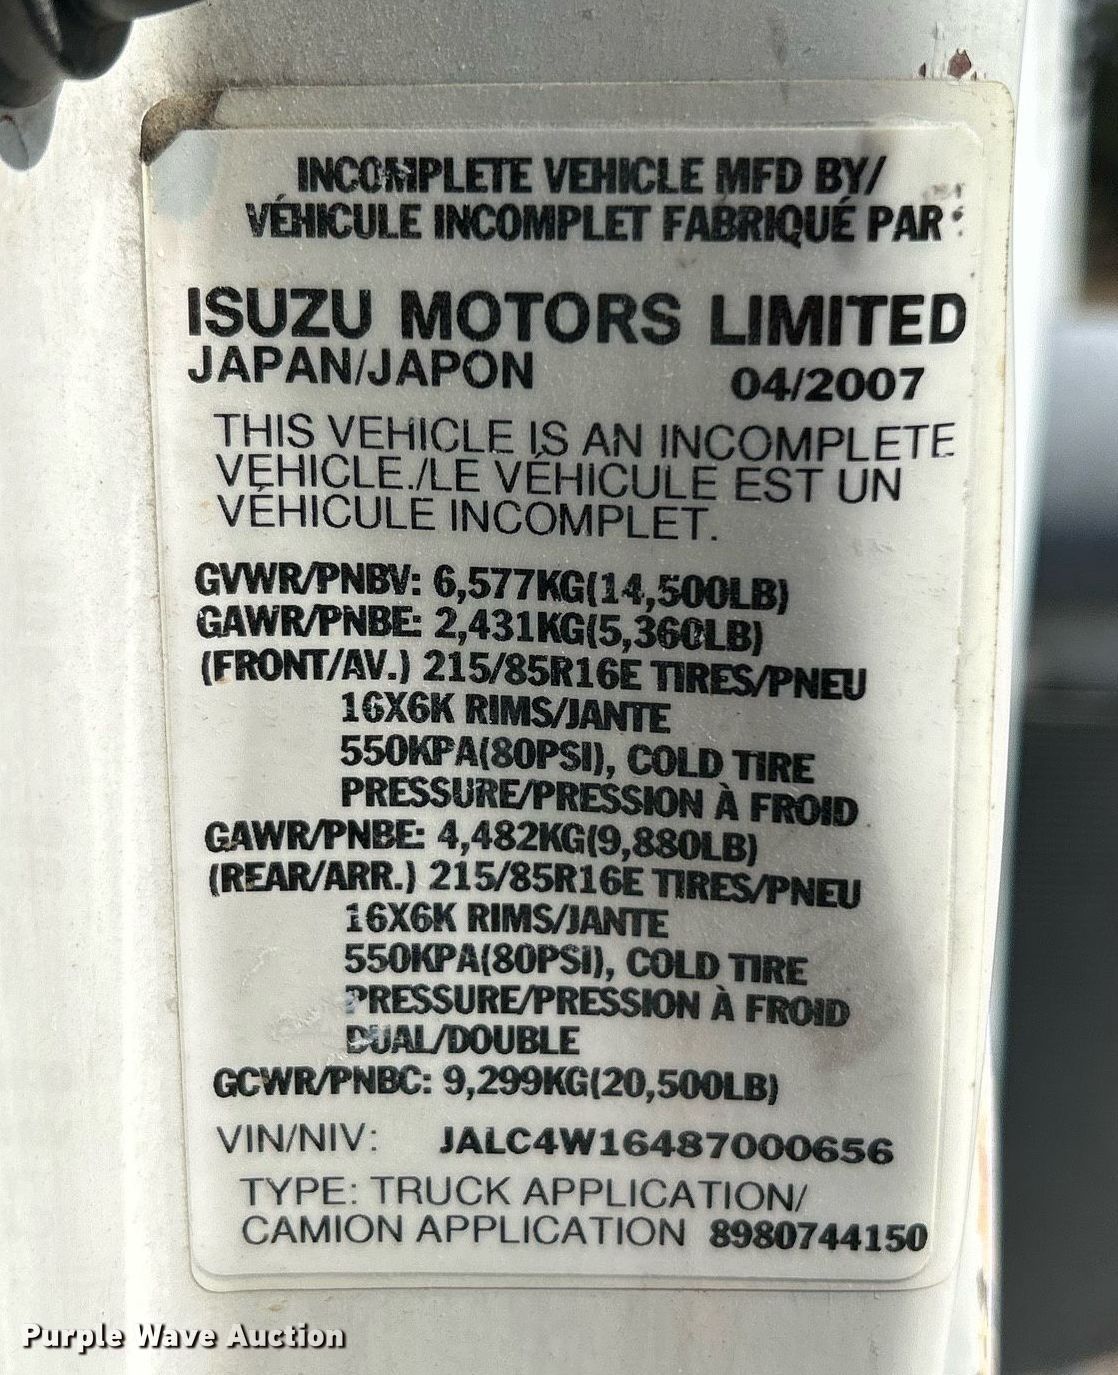 INCOMPLETE VEHICLE MFD BY/
VÉHICULE INCOMPLET FABRIQUÉ PAR:
ISUZU MOTORS LIMITED
JAPAN/JAPON 04/2007
THIS VEHICLE IS AN INCOMPLETE
VEHICLE./LE VÉHICULE EST UN
VÉHICULE INCOMPLET.
GVWR/PNBV: 6,577KG(14,500LB)
GAWR/PNBE: 2,431KG(5,360LB)
(FRONT/AV.) 215/85R16E TIRES/PNEU
16X6K RIMS/JANTE
550KPA(80PSI), COLD TIRE
PRESSURE/PRESSION À FROID
GAWR/PNBE: 4,482KG(9,880LB)
(REAR/ARR.) 215/85R16E TIRES/PNEU
16X6K RIMS/JANTE
550KPA(80PSI), COLD TIRE
PRESSURE/PRESSION À FROID
DUAL/DOUBLE
GCWR/PNBC: 9,299KG(20,500LB)
VIN/NIV: JALC4W16487000656
TYPE: TRUCK APPLICATION/
CAMION APPLICATION 8980744150
Purple Wave Auction